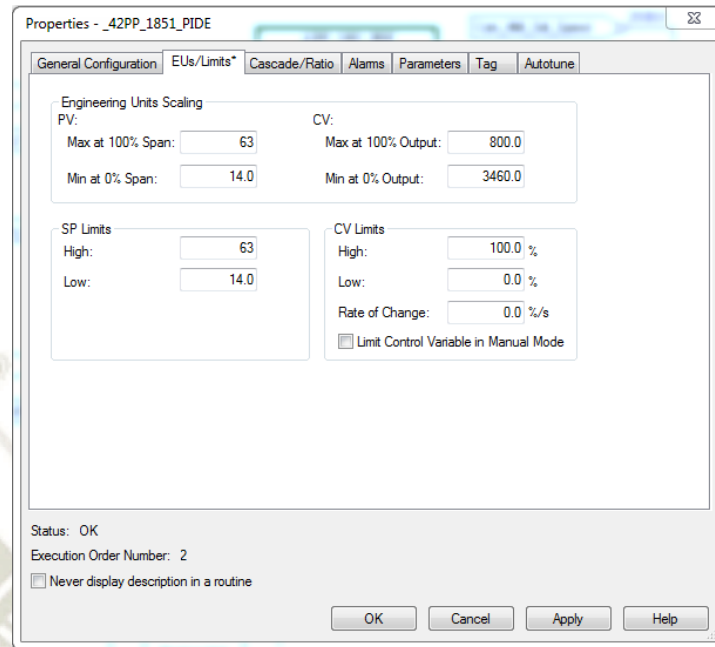 Properties - _42PP_1851_PIDE
General Configuration EUs/Limits* Cascade/Ratio Alarms Parameters Tag Autotune
Engineering Units Scaling
PV: CV:
Max at 100% Span: 63 Max at 100% Output: 800.0
Min at 0% Span: 14.0 Min at 0% Output: 3460.0
SP Limits CV Limits
High: 63 High: 100.0 %
Low: 14.0 Low: 0.0 %
Rate of Change: 0.0 %/s
Limit Control Variable in Manual Mode
Status: OK
Execution Order Number: 2
Never display description in a routine
OK Cancel Apply Help